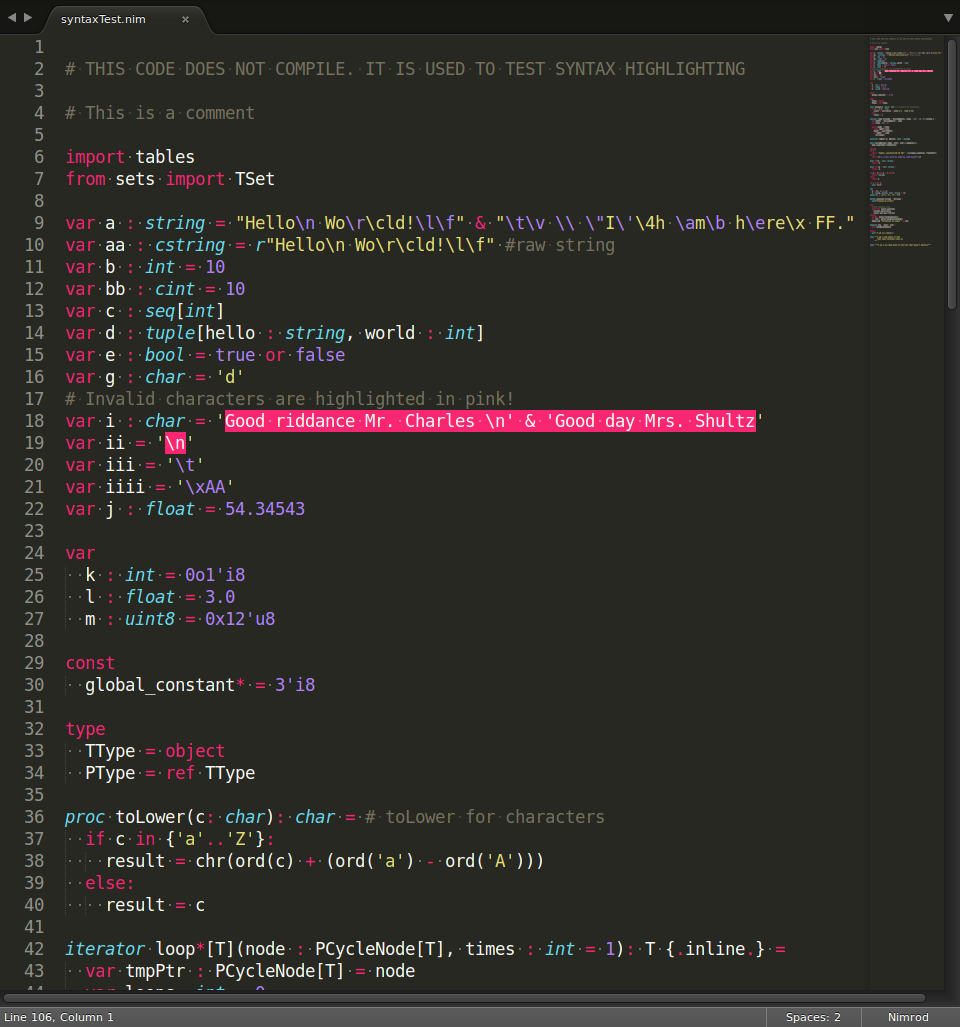 syntaxTest.nim ×
1
2 # THIS CODE DOES NOT COMPILE. IT IS USED TO TEST SYNTAX HIGHLIGHTING
3
4 # This is a comment
5
6 import tables
7 from sets import TSet
8
9 var a : string = "Hello\n Wo\r\cld!\l\f" & "\t\v \\ \"I\'\4h \am\b h\ere\x FF."
10 var aa : cstring = r"Hello\n Wo\r\cld!\l\f" #raw string
11 var b : int = 10
12 var bb : cint = 10
13 var c : seq[int]
14 var d : tuple[hello : string, world : int]
15 var e : bool = true or false
16 var g : char = 'd'
17 # Invalid characters are highlighted in pink!
18 var i : char = 'Good riddance Mr. Charles \n' & 'Good day Mrs. Shultz'
19 var ii = '\n'
20 var iii = '\t'
21 var iiii = '\xAA'
22 var j : float = 54.34543
23
24 var
25   k : int = 0o1'i8
26   l : float = 3.0
27   m : uint8 = 0x12'u8
28
29 const
30   global_constant* = 3'i8
31
32 type
33   TType = object
34   PType = ref TType
35
36 proc toLower(c: char): char = # toLower for characters
37   if c in {'a'..'Z'}:
38     result = chr(ord(c) + (ord('a') - ord('A')))
39   else:
40     result = c
41
42 iterator loop*[T](node : PCycleNode[T], times : int = 1): T {.inline.} =
43   var tmpPtr : PCycleNode[T] = node
Line 106, Column 1 Spaces: 2 Nimrod